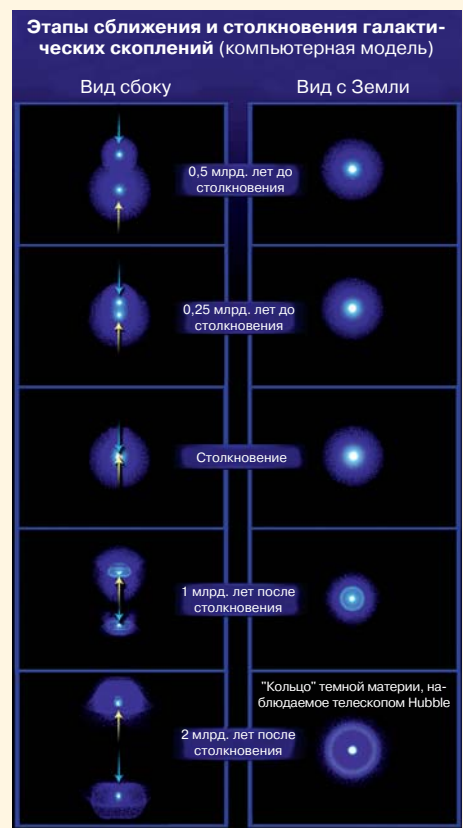 Этапы сближения и столкновения галакти-
ческих скоплений (компьютерная модель)
Вид сбоку
Вид с Земли
0,5 млрд. лет до
столкновения
0,25 млрд. лет до
столкновения
Столкновение
1 млрд. лет после
столкновения
"Кольцо" темной материи, на-
блюдаемое телескопом Hubble
2 млрд. лет после
столкновения